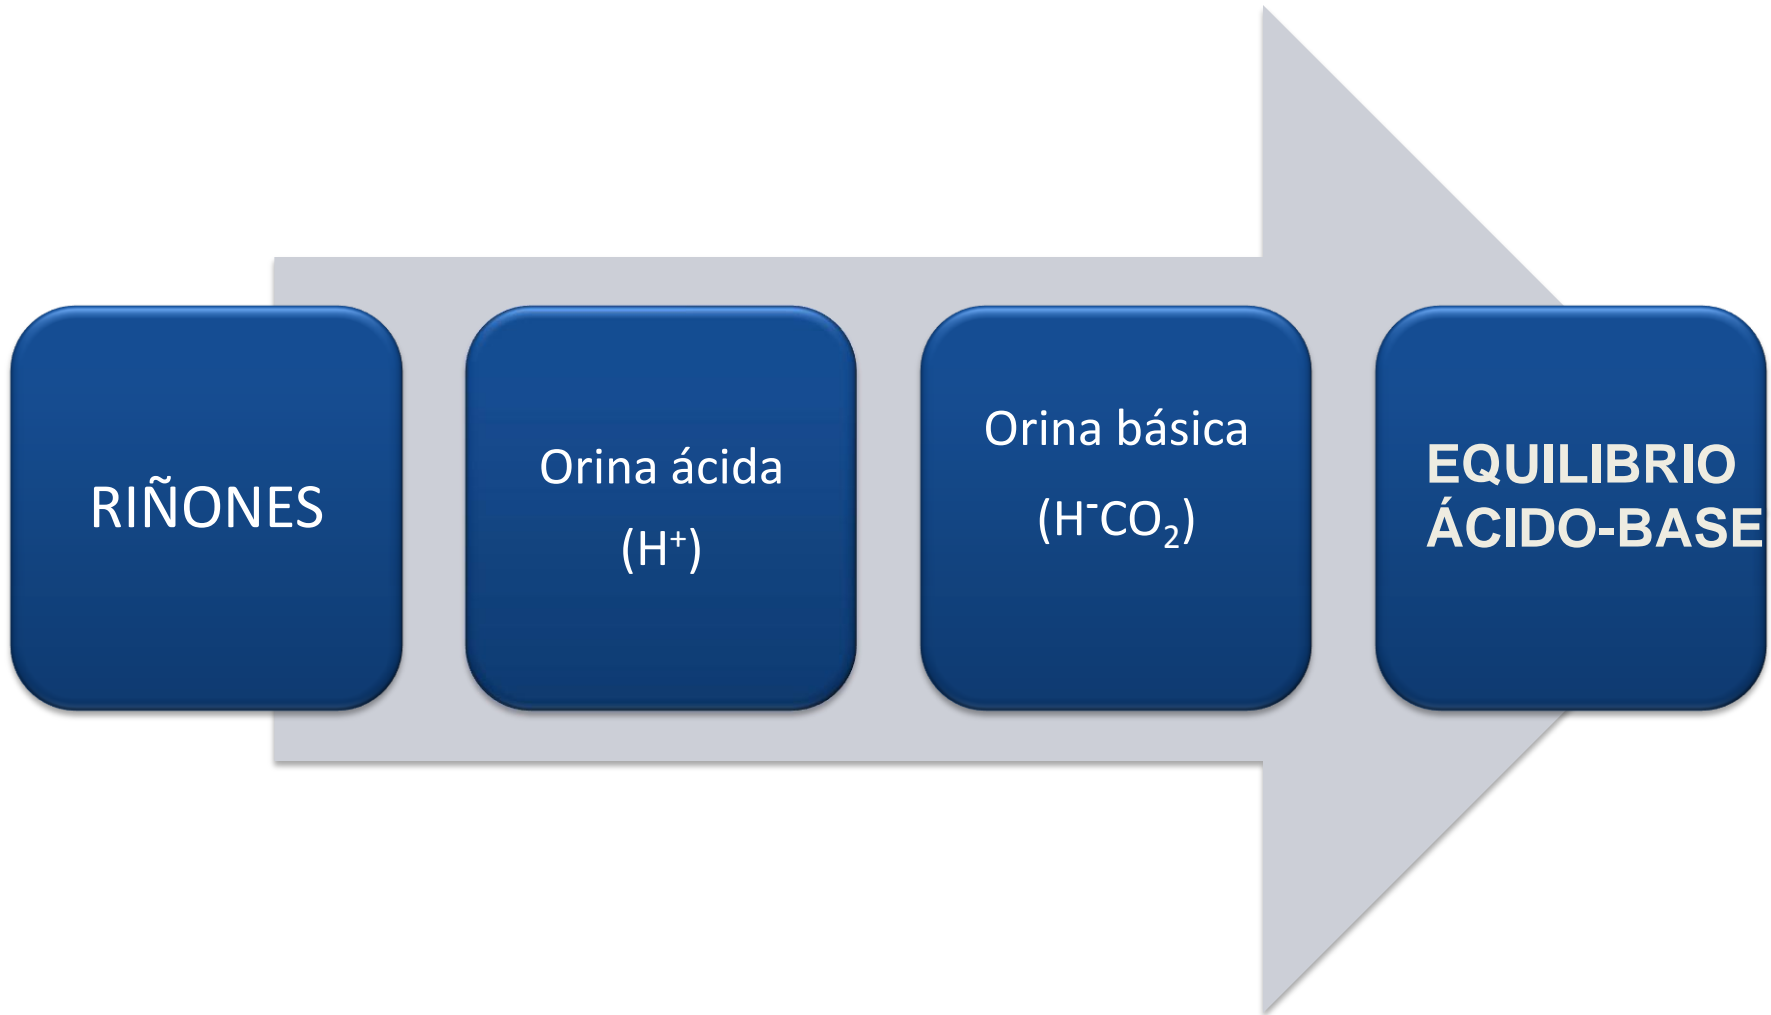 RIÑONES
Orina ácida
(H⁺)
Orina básica
(H⁻CO₂)
EQUILIBRIO
ÁCIDO-BASE